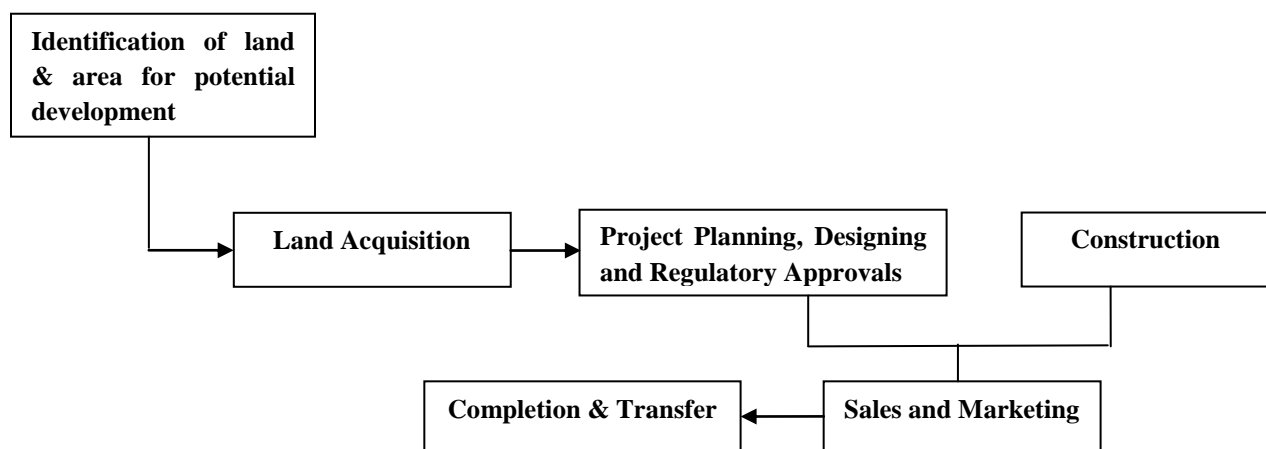 Identification of land
& area for potential
development
Land Acquisition
Project Planning, Designing
and Regulatory Approvals
Construction
Completion & Transfer
Sales and Marketing